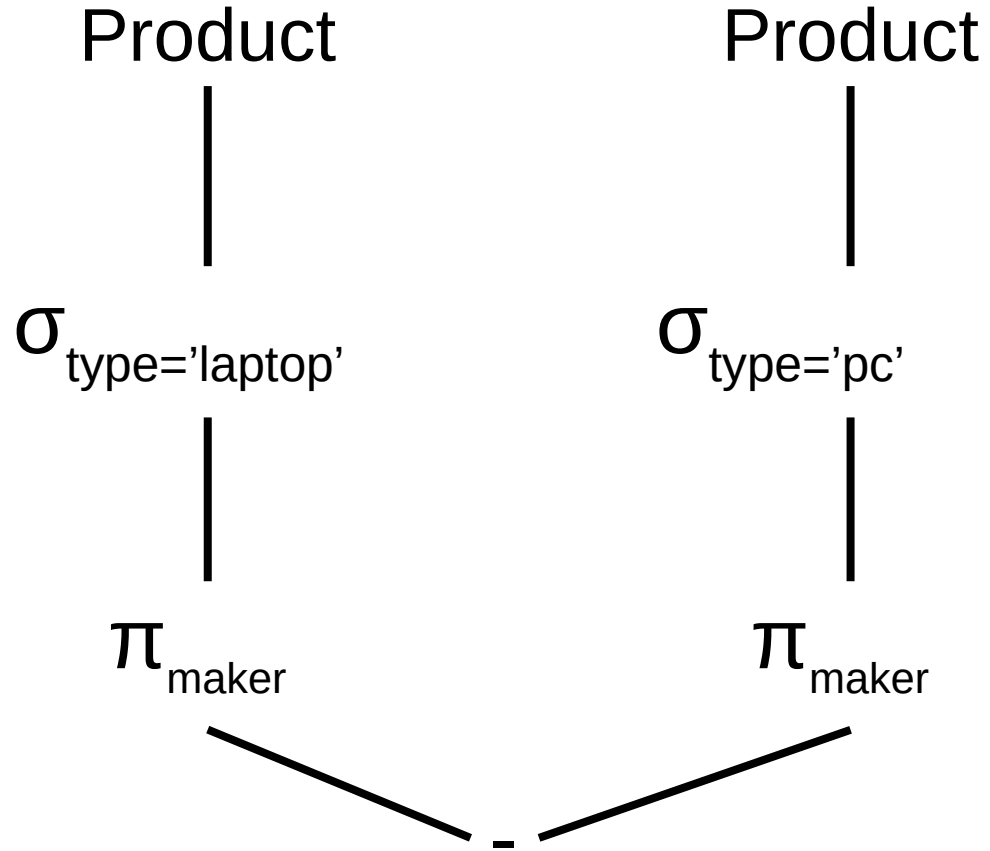 Product Product
σtype=’laptop’ σtype=’pc’
πmaker πmaker
-